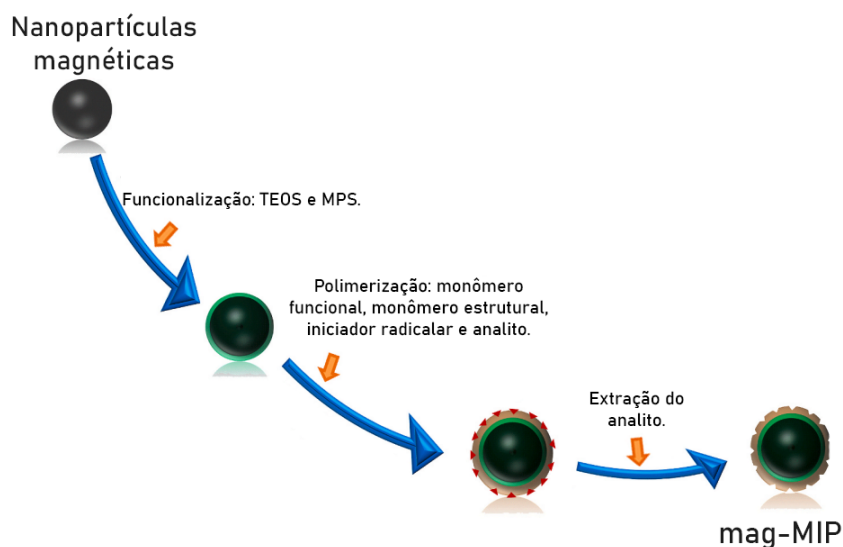 Nanopartículas
magnéticas
Funcionalização: TEOS e MPS.
Polimerização: monômero
funcional, monômero estrutural,
iniciador radicalar e analito.
Extração do
analito.
mag-MIP